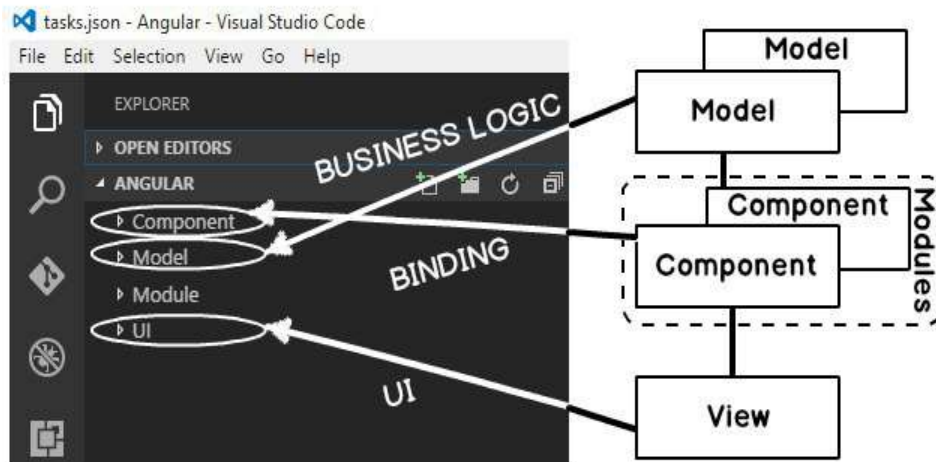 tasks.json - Angular - Visual Studio Code
File Edit Selection View Go Help
EXPLORER
OPEN EDITORS
ANGULAR
Component
Model
Module
UI
BUSINESS LOGIC
BINDING
UI
Model
Model
Component
Component
Modules
View